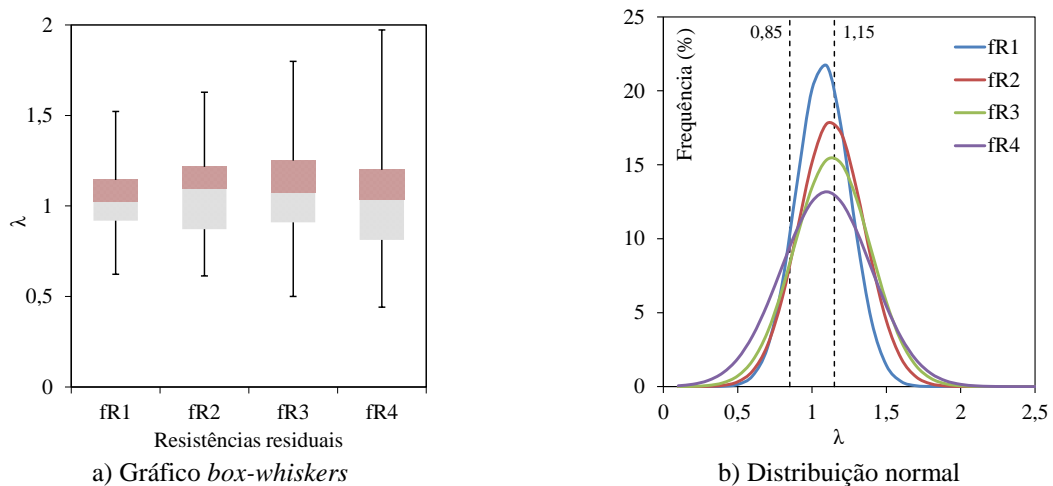 2
1,5
1
0,5
0
λ
fR1 fR2 fR3 fR4
Resistências residuais
a) Gráfico box-whiskers
25
20
15
10
5
0
Frequência (%)
0,85
1,15
fR1
fR2
fR3
fR4
0 0,5 1 1,5 2 2,5
λ
b) Distribuição normal